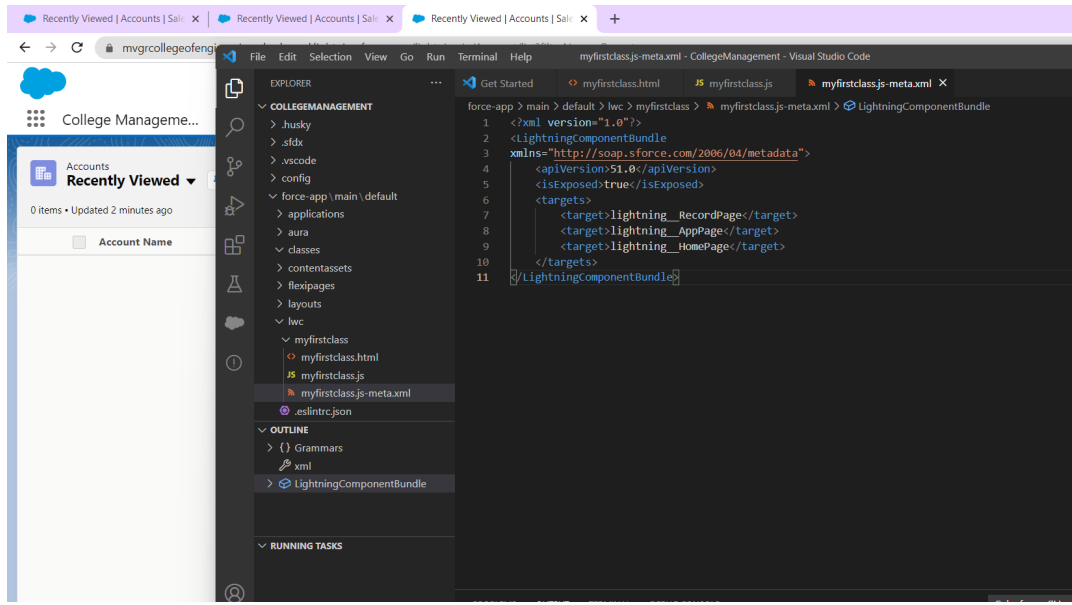 Recently Viewed | Accounts | Sale
Recently Viewed | Accounts | Sale
Recently Viewed | Accounts | Sale
mvgrcollegeofengi
File Edit Selection View Go Run Terminal Help
myfirstclass.js-meta.xml - CollegeManagement - Visual Studio Code
College Manageme...
Accounts
Recently Viewed
0 items • Updated 2 minutes ago
Account Name
EXPLORER
COLLEGEMANAGEMENT
.husky
.sfdx
.vscode
config
force-app\main\default
applications
aura
classes
contentassets
flexipages
layouts
lwc
myfirstclass
myfirstclass.html
JS myfirstclass.js
myfirstclass.js-meta.xml
.eslintrc.json
OUTLINE
{} Grammars
xml
LightningComponentBundle
RUNNING TASKS
Get Started
myfirstclass.html
JS myfirstclass.js
myfirstclass.js-meta.xml
force-app > main > default > lwc > myfirstclass > myfirstclass.js-meta.xml > LightningComponentBundle
1 <?xml version="1.0"?>
2 <LightningComponentBundle
3 xmlns="http://soap.sforce.com/2006/04/metadata">
4 <apiVersion>51.0</apiVersion>
5 <isExposed>true</isExposed>
6 <targets>
7 <target>lightning__RecordPage</target>
8 <target>lightning__AppPage</target>
9 <target>lightning__HomePage</target>
10 </targets>
11 </LightningComponentBundle>